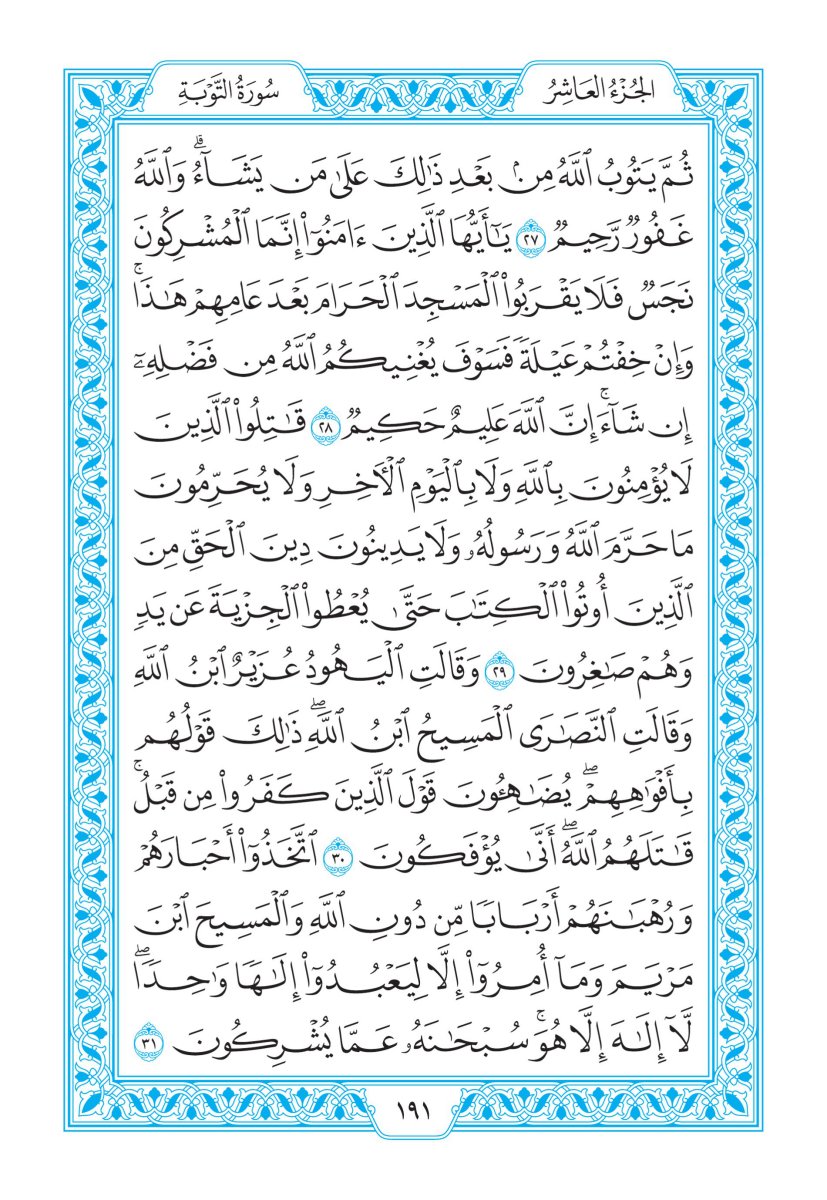 الجُزْءُ العَاشِرُ
سُورَةُ التَّوْبَةِ
ثُمَّ يَتُوبُ ٱللَّهُ مِنۢ بَعْدِ ذَٰلِكَ عَلَىٰ مَن يَشَآءُۗ وَٱللَّهُ
غَفُورٌ رَّحِيمٌ ٢٧ يَـٰٓأَيُّهَا ٱلَّذِينَ ءَامَنُوٓا۟ إِنَّمَا ٱلْمُشْرِكُونَ
نَجَسٌ فَلَا يَقْرَبُوا۟ ٱلْمَسْجِدَ ٱلْحَرَامَ بَعْدَ عَامِهِمْ هَـٰذَاۚ
وَإِنْ خِفْتُمْ عَيْلَةً فَسَوْفَ يُغْنِيكُمُ ٱللَّهُ مِن فَضْلِهِۦٓ
إِن شَآءَۚ إِنَّ ٱللَّهَ عَلِيمٌ حَكِيمٌ ٢٨ قَـٰتِلُوا۟ ٱلَّذِينَ
لَا يُؤْمِنُونَ بِٱللَّهِ وَلَا بِٱلْيَوْمِ ٱلْـَٔاخِرِ وَلَا يُحَرِّمُونَ
مَا حَرَّمَ ٱللَّهُ وَرَسُولُهُۥ وَلَا يَدِينُونَ دِينَ ٱلْحَقِّ مِنَ
ٱلَّذِينَ أُوتُوا۟ ٱلْكِتَـٰبَ حَتَّىٰ يُعْطُوا۟ ٱلْجِزْيَةَ عَن يَدٍ
وَهُمْ صَـٰغِرُونَ ٢٩ وَقَالَتِ ٱلْيَهُودُ عُزَيْرٌ ٱبْنُ ٱللَّهِ
وَقَالَتِ ٱلنَّصَـٰرَى ٱلْمَسِيحُ ٱبْنُ ٱللَّهِۖ ذَٰلِكَ قَوْلُهُم
بِأَفْوَٰهِهِمْۖ يُضَـٰهِـُٔونَ قَوْلَ ٱلَّذِينَ كَفَرُوا۟ مِن قَبْلُۚ
قَـٰتَلَهُمُ ٱللَّهُۖ أَنَّىٰ يُؤْفَكُونَ ٣٠ ٱتَّخَذُوٓا۟ أَحْبَارَهُمْ
وَرُهْبَـٰنَهُمْ أَرْبَابًا مِّن دُونِ ٱللَّهِ وَٱلْمَسِيحَ ٱبْنَ
مَرْيَمَ وَمَآ أُمِرُوٓا۟ إِلَّا لِيَعْبُدُوٓا۟ إِلَـٰهًا وَٰحِدًاۖ
لَّآ إِلَـٰهَ إِلَّا هُوَۚ سُبْحَـٰنَهُۥ عَمَّا يُشْرِكُونَ ٣١
١٩١